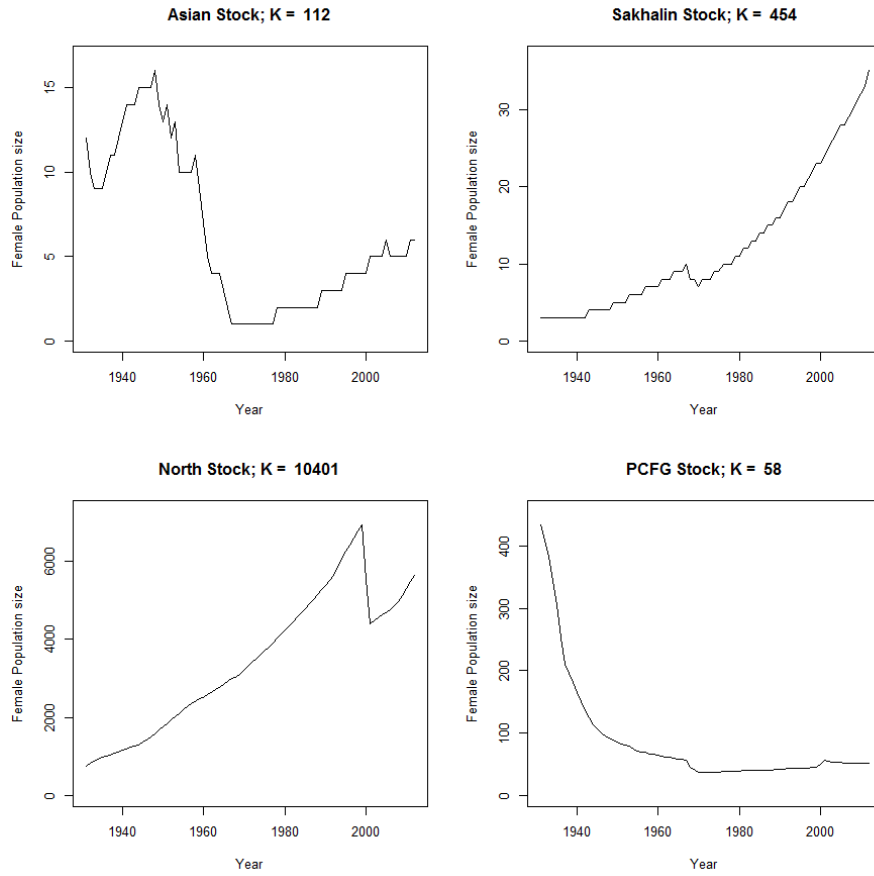 Asian Stock; K = 112
Female Population size
15
10
5
0
1940 1960 1980 2000
Year
Sakhalin Stock; K = 454
Female Population size
30
20
10
0
1940 1960 1980 2000
Year
North Stock; K = 10401
Female Population size
6000
4000
2000
0
1940 1960 1980 2000
Year
PCFG Stock; K = 58
Female Population size
400
300
200
100
0
1940 1960 1980 2000
Year